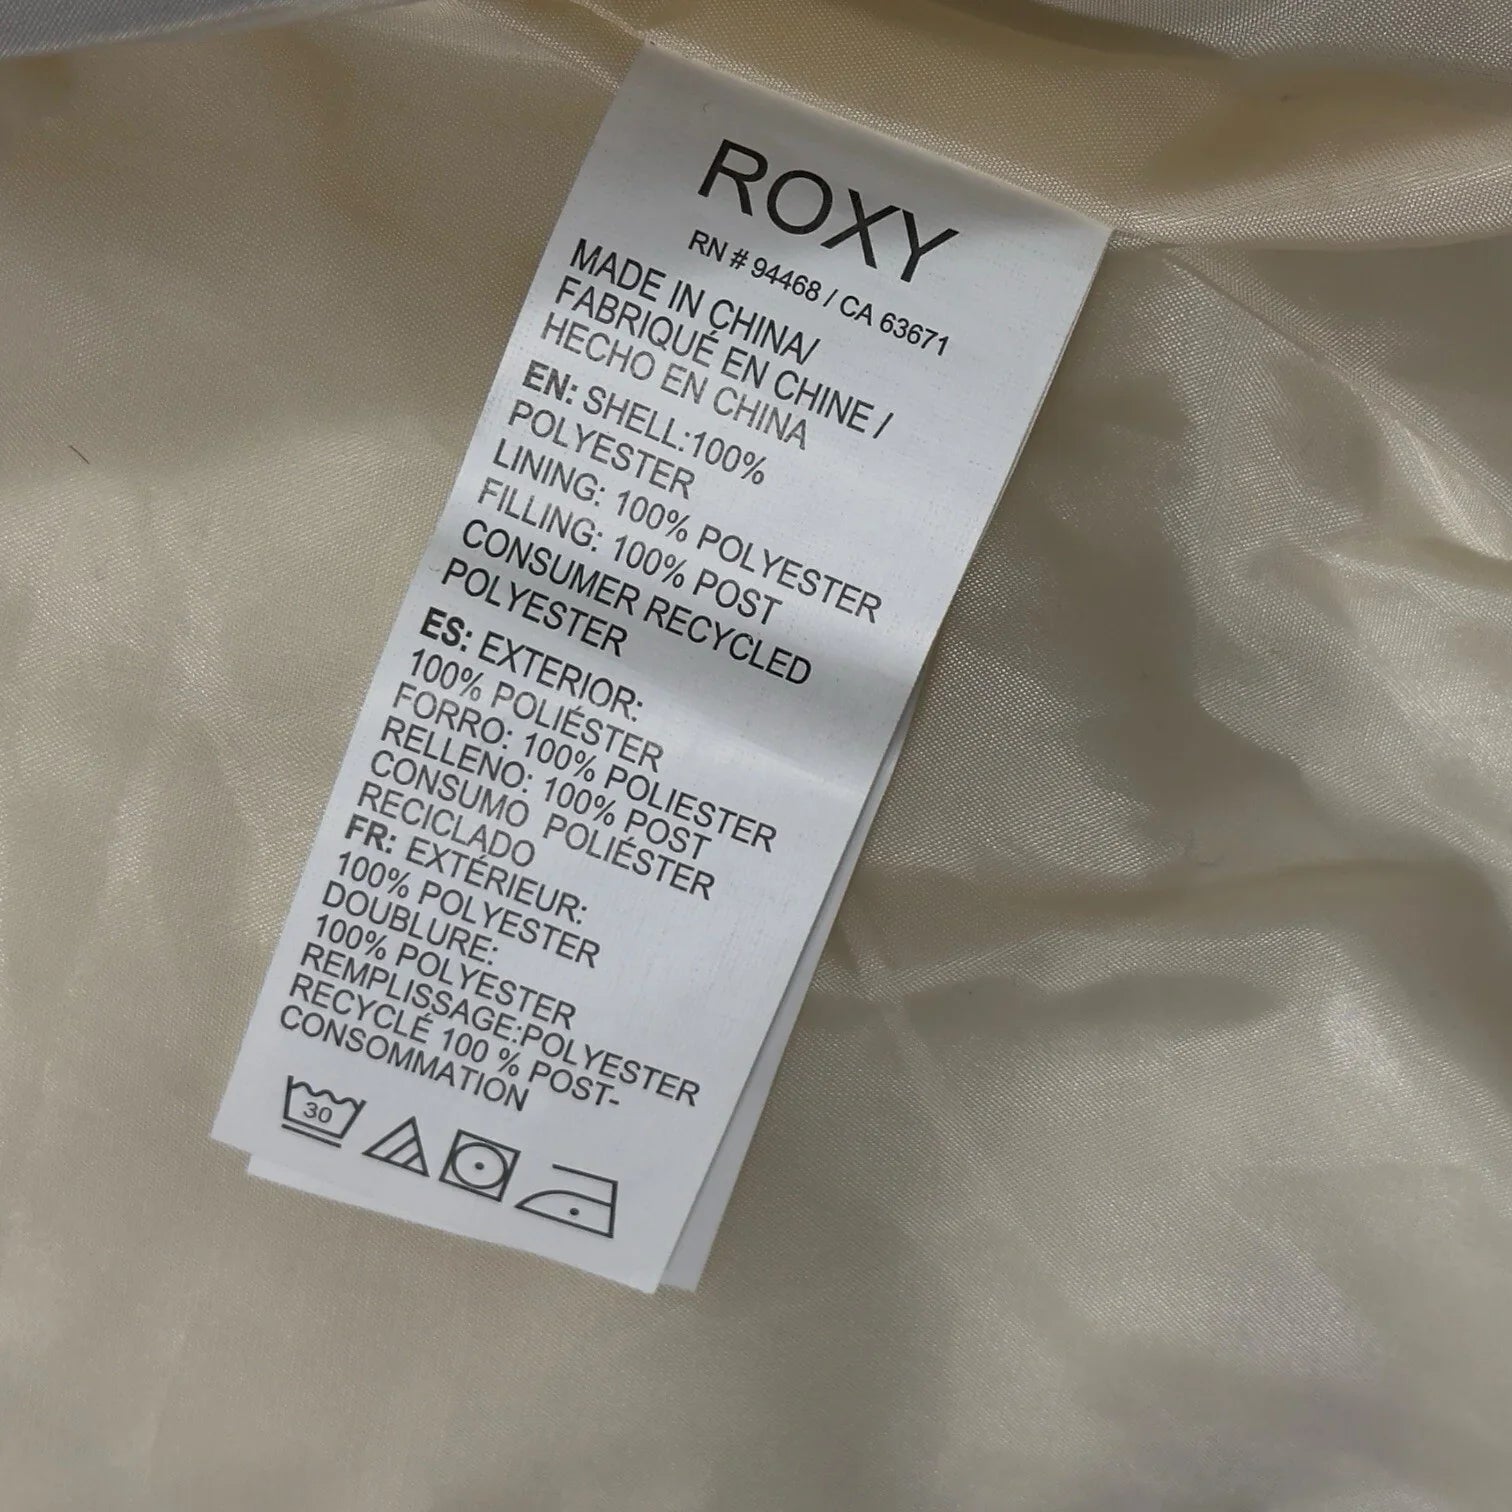 ROXY
RN # 94468 / CA 63671
MADE IN CHINA/
FABRIQUÉ EN CHINE /
HECHO EN CHINA
EN: SHELL:100%
POLYESTER
LINING: 100% POLYESTER
FILLING: 100% POST
CONSUMER RECYCLED
POLYESTER
ES: EXTERIOR:
100% POLIÉSTER
FORRO: 100% POLIESTER
RELLENO: 100% POST
CONSUMO POLIÉSTER
RECICLADO
FR: EXTÉRIEUR:
100% POLYESTER
DOUBLURE:
100% POLYESTER
REMPLISSAGE:POLYESTER
RECYCLÉ 100 % POST-
CONSOMMATION
30